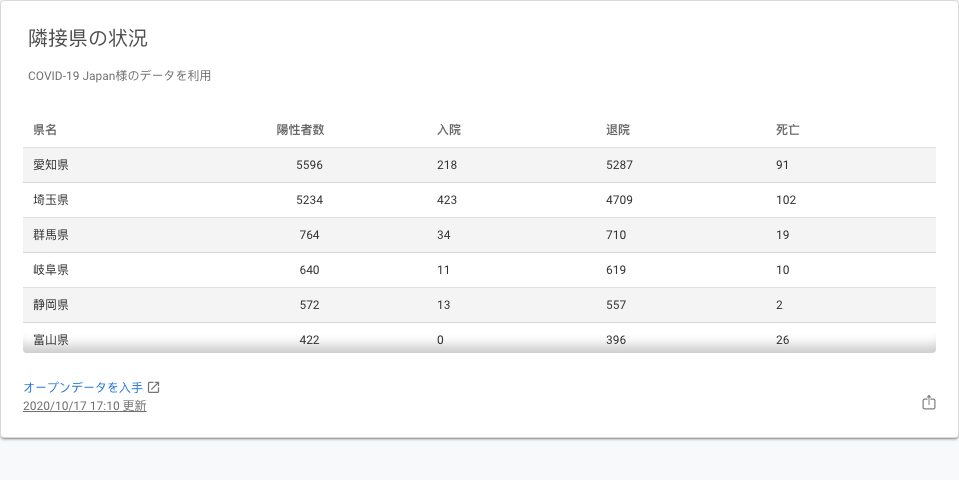 隣接県の状況
COVID-19 Japan様のデータを利用
県名 陽性者数 入院 退院 死亡
愛知県 5596 218 5287 91
埼玉県 5234 423 4709 102
群馬県 764 34 710 19
岐阜県 640 11 619 10
静岡県 572 13 557 2
富山県 422 0 396 26
オープンデータを入手
2020/10/17 17:10 更新